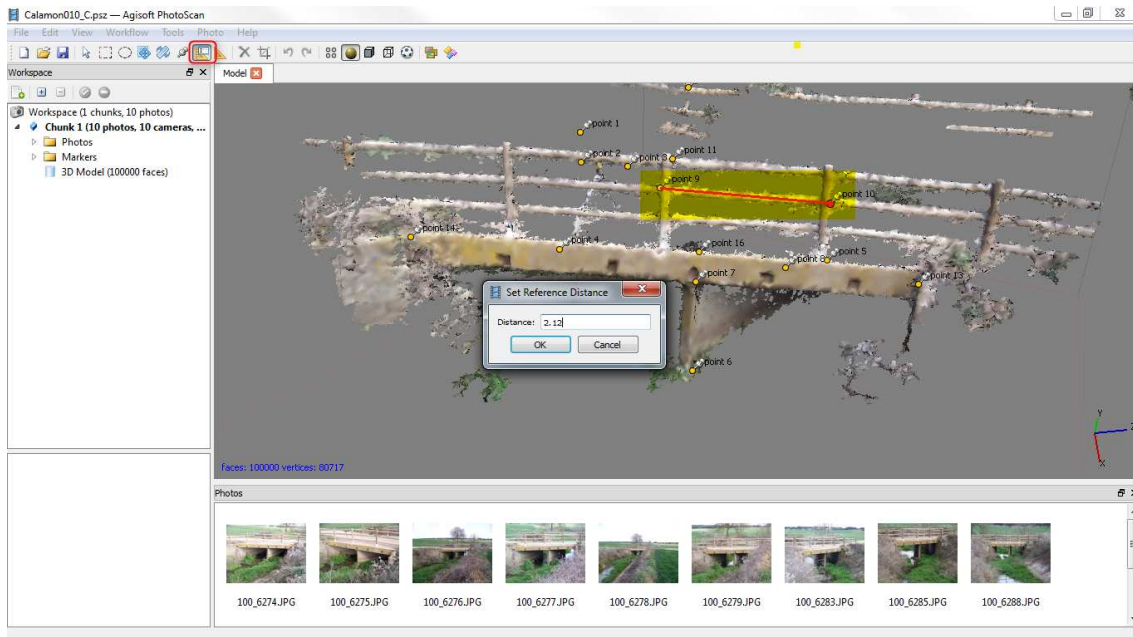 Calamon010_C.psz — Agisoft PhotoScan
File Edit View Workflow Tools Photo Help
Workspace
Model
Workspace (1 chunks, 10 photos)
Chunk 1 (10 photos, 10 cameras, ...
Photos
Markers
3D Model (100000 faces)
point 1
point 2
point 3
point 11
point 9
point 10
point 14
point 4
point 16
point 8
point 5
point 7
point 13
Set Reference Distance
Distance: 2.12
OK Cancel
point 6
Y
Z
X
faces: 100000 vertices: 80717
Photos
100_6274.JPG 100_6275.JPG 100_6276.JPG 100_6277.JPG 100_6278.JPG 100_6279.JPG 100_6283.JPG 100_6285.JPG 100_6288.JPG